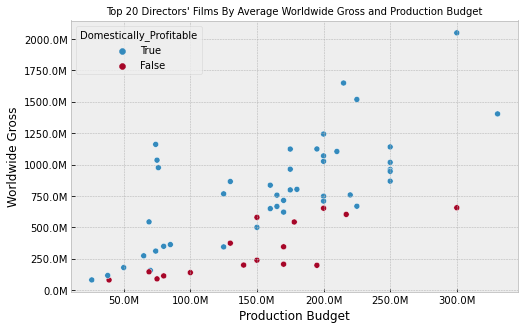 Top 20 Directors' Films By Average Worldwide Gross and Production Budget
Domestically_Profitable
True
False
2000.0M
1750.0M
1500.0M
1250.0M
1000.0M
750.0M
500.0M
250.0M
0.0M
Worldwide Gross
50.0M 100.0M 150.0M 200.0M 250.0M 300.0M
Production Budget